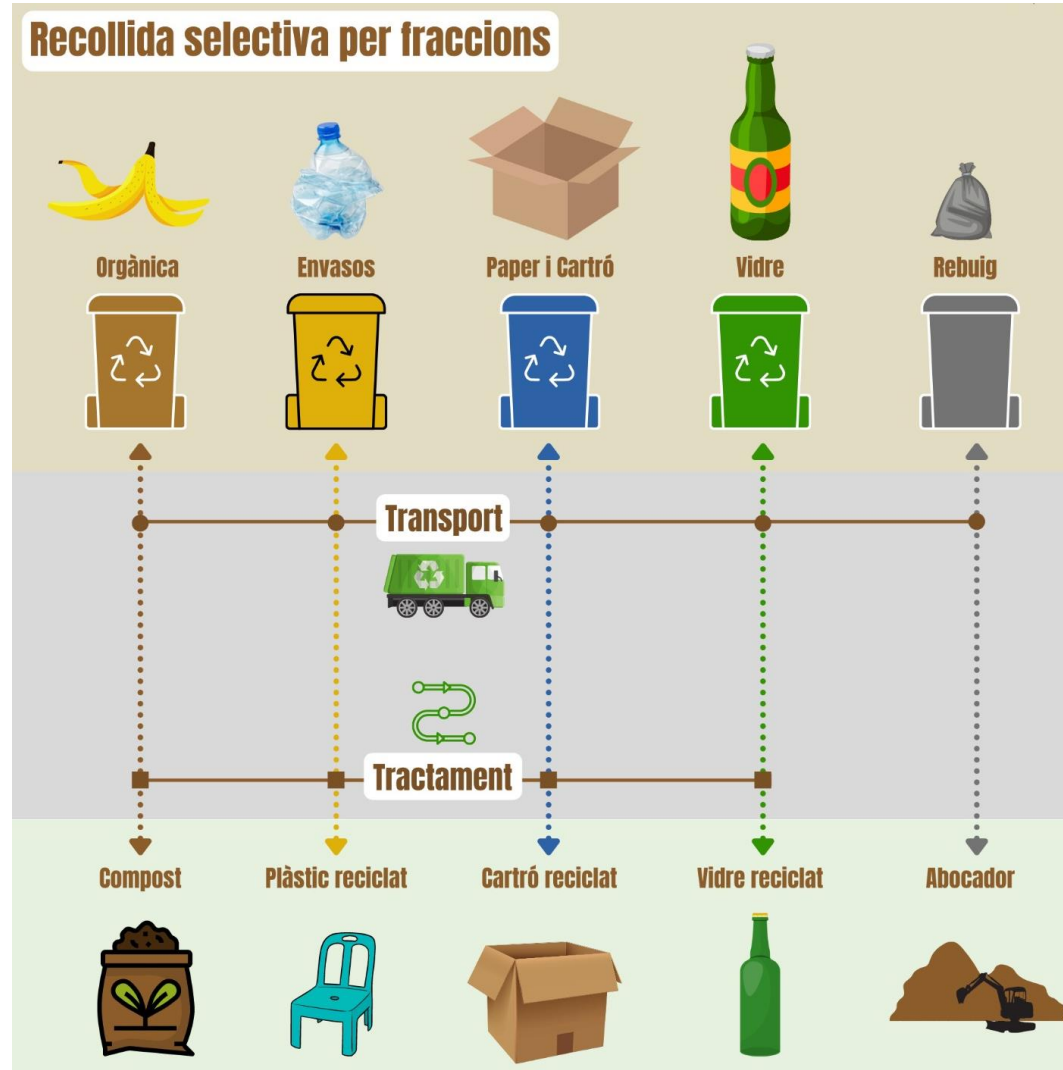 Recollida selectiva per fraccions
Orgànica
Envasos
Paper i Cartró
Vidre
Rebuig
Transport
Tractament
Compost
Plàstic reciclat
Cartró reciclat
Vidre reciclat
Abocador